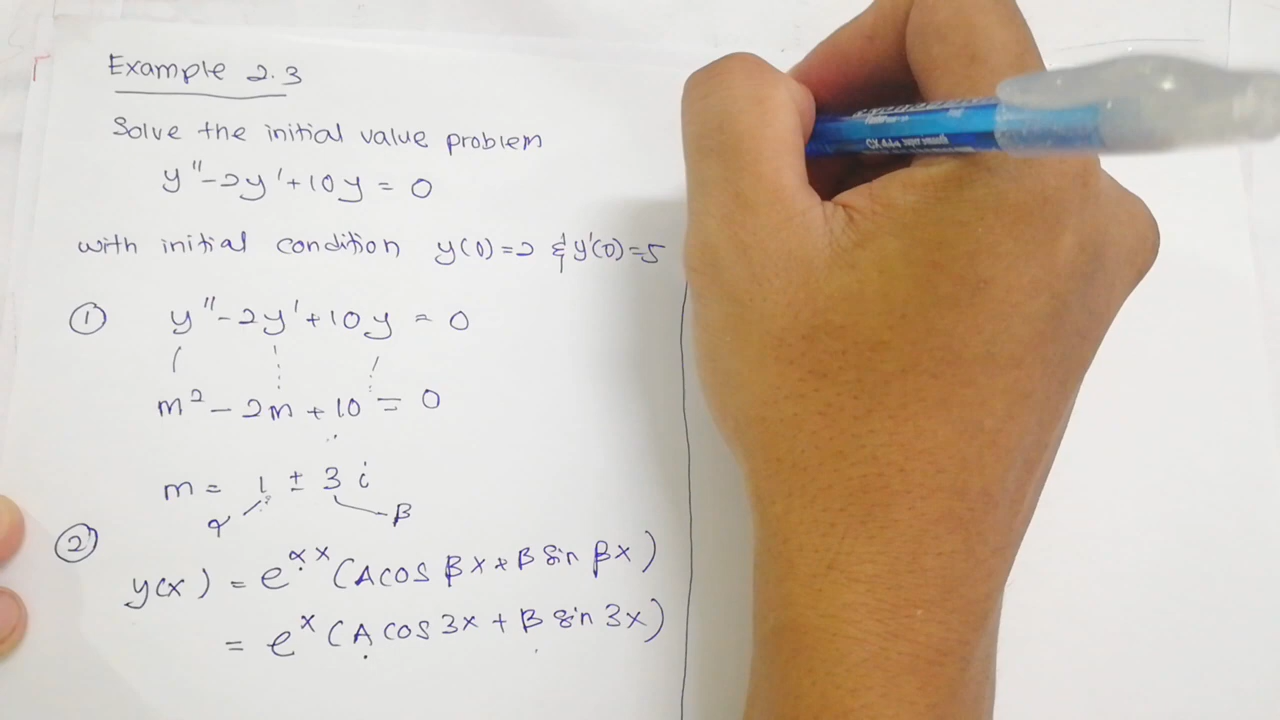 Example 2.3
Solve the initial value problem
y''-2y'+10y = 0
with initial condition y(0)=2 & y'(0)=5
① y''-2y'+10y = 0
m² - 2m + 10 = 0
m = 1 ± 3i
α β
②
y(x) = e^αx (A cos βx + B sin βx)
= e^x (A cos 3x + B sin 3x)